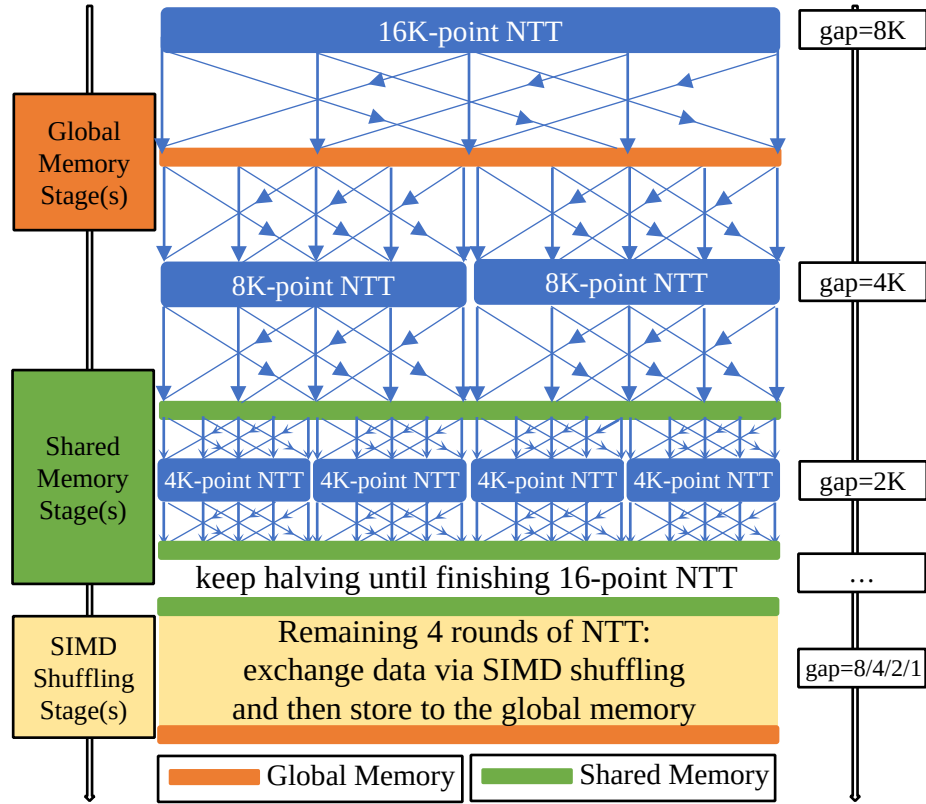 16K-point NTT
gap=8K
Global
Memory
Stage(s)
8K-point NTT
8K-point NTT
gap=4K
Shared
Memory
Stage(s)
4K-point NTT
4K-point NTT
4K-point NTT
4K-point NTT
gap=2K
keep halving until finishing 16-point NTT
…
SIMD
Shuffling
Stage(s)
Remaining 4 rounds of NTT:
exchange data via SIMD shuffling
and then store to the global memory
gap=8/4/2/1
Global Memory
Shared Memory